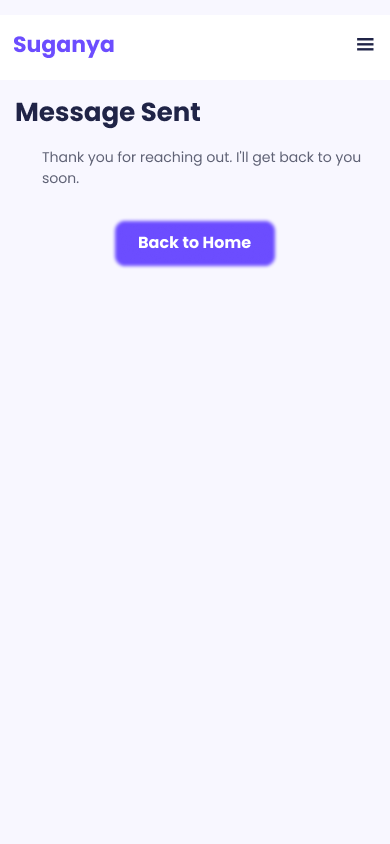 Suganya
Message Sent
Thank you for reaching out. I'll get back to you
soon.
Back to Home